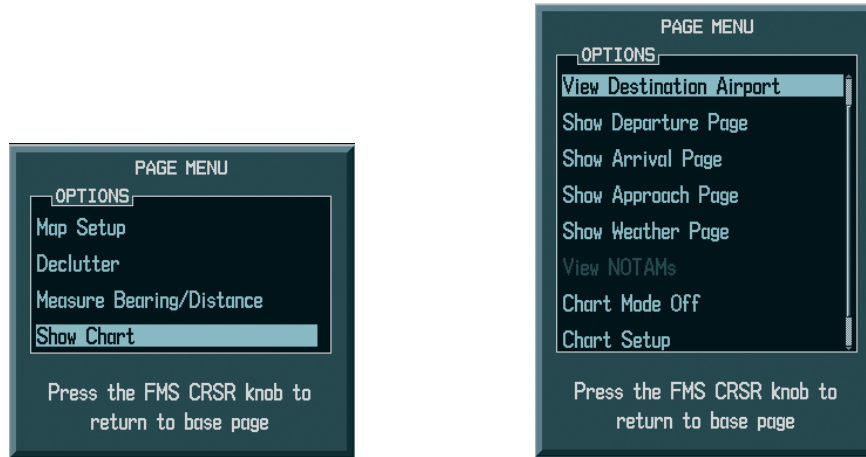 PAGE MENU
OPTIONS
Map Setup
Declutter
Measure Bearing/Distance
Show Chart
Press the FMS CRSR knob to
return to base page
PAGE MENU
OPTIONS
View Destination Airport
Show Departure Page
Show Arrival Page
Show Approach Page
Show Weather Page
View NOTAMs
Chart Mode Off
Chart Setup
Press the FMS CRSR knob to
return to base page